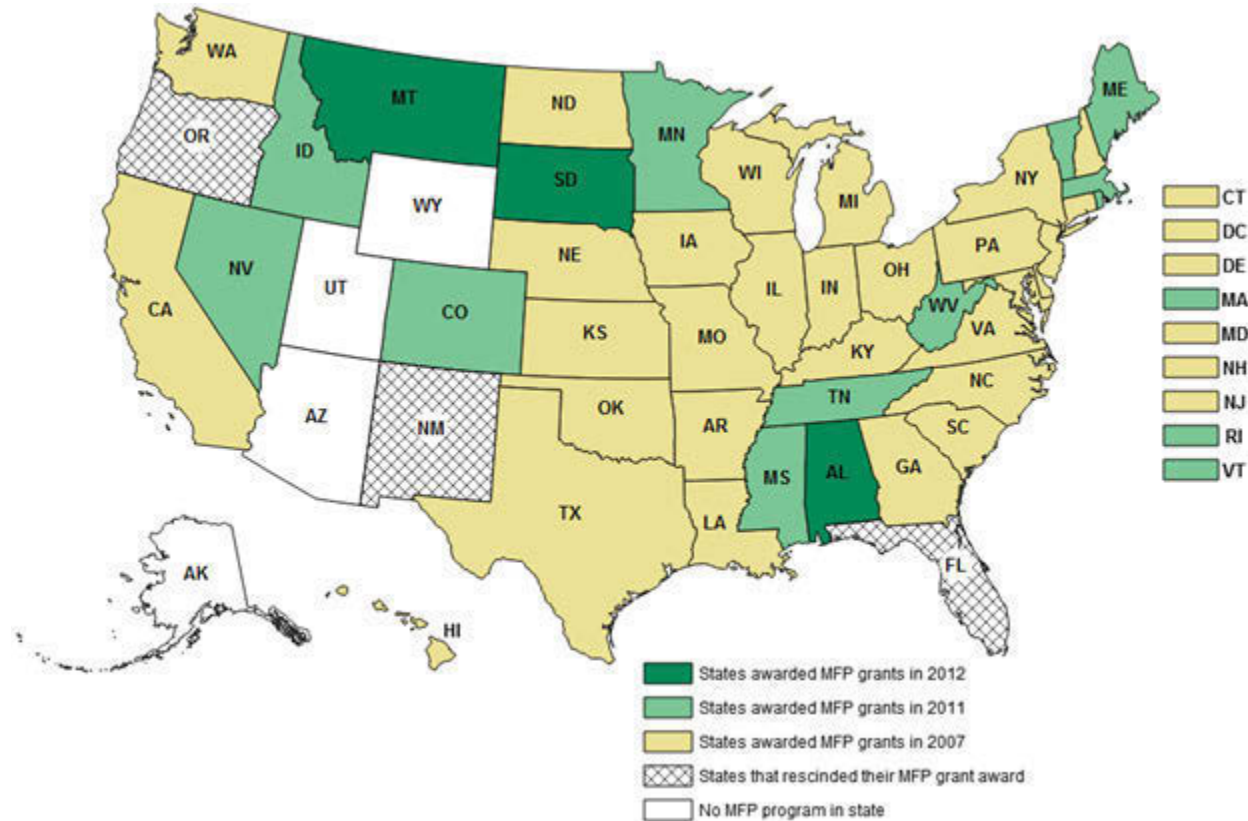 WA
MT
ND
MN
ME
OR
ID
SD
WI
NY
MI
WY
CT
IA
PA
DC
NE
NV
OH
DE
UT
IL
IN
CA
CO
WV
MA
VA
KS
MO
KY
MD
NC
NH
TN
OK
AZ
NM
AR
SC
NJ
MS
AL
GA
RI
TX
LA
VT
FL
AK
HI
States awarded MFP grants in 2012
States awarded MFP grants in 2011
States awarded MFP grants in 2007
States that rescinded their MFP grant award
No MFP program in state